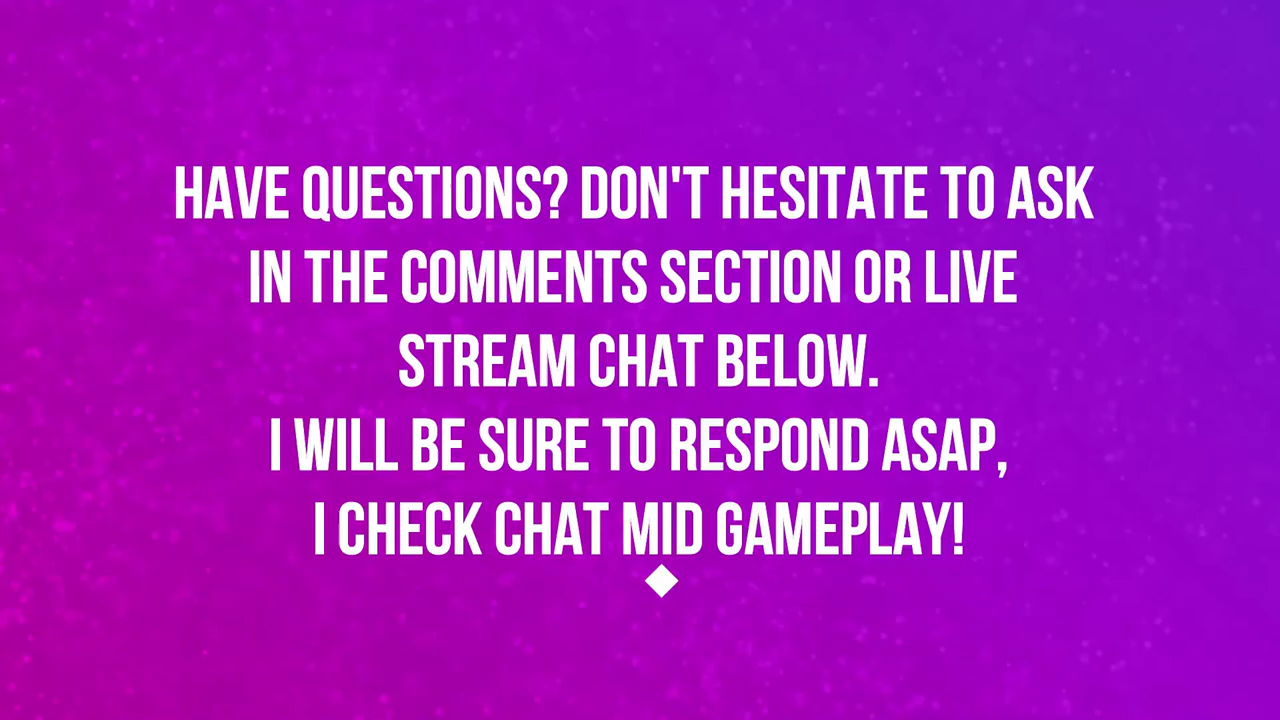 HAVE QUESTIONS? DON'T HESITATE TO ASK
IN THE COMMENTS SECTION OR LIVE
STREAM CHAT BELOW.
I WILL BE SURE TO RESPOND ASAP,
I CHECK CHAT MID GAMEPLAY!